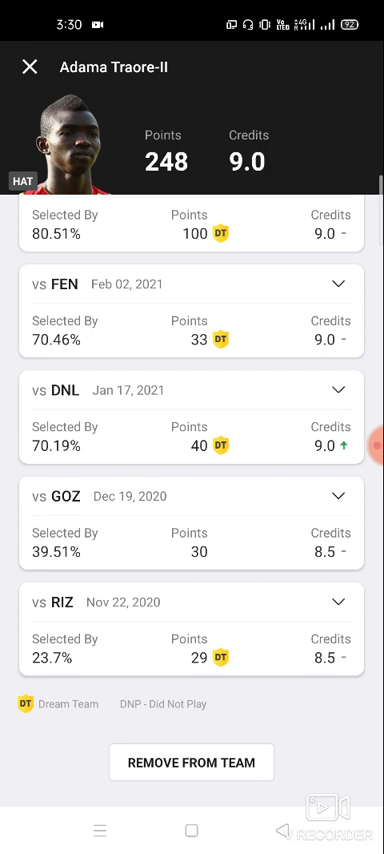 3:30
Vo LTED
4G
R
92
Adama Traore-II
Points
Credits
248
9.0
HAT
Selected By
Points
Credits
80.51%
100
DT
9.0 -
vs FEN Feb 02, 2021
Selected By
Points
Credits
70.46%
33
DT
9.0 -
vs DNL Jan 17, 2021
Selected By
Points
Credits
70.19%
40
DT
9.0
vs GOZ Dec 19, 2020
Selected By
Points
Credits
39.51%
30
8.5 -
vs RIZ Nov 22, 2020
Selected By
Points
Credits
23.7%
29
DT
8.5 -
DT Dream Team
DNP - Did Not Play
REMOVE FROM TEAM
V RECORDER